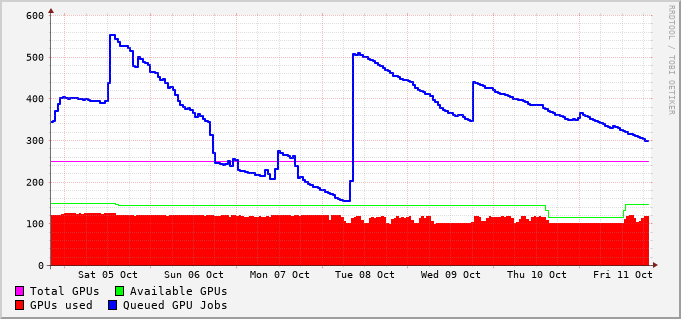 RRDTOOL / TOBI OETIKER
600
500
400
300
200
100
0
Sat 05 Oct Sun 06 Oct Mon 07 Oct Tue 08 Oct Wed 09 Oct Thu 10 Oct Fri 11 Oct
Total GPUs Available GPUs
GPUs used Queued GPU Jobs